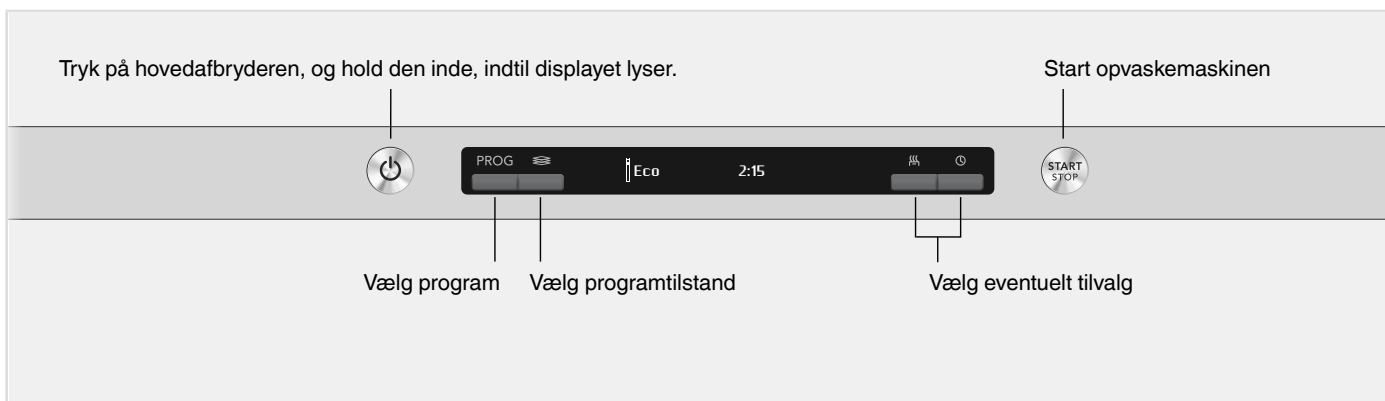 Tryk på hovedafbryderen, og hold den inde, indtil displayet lyser.
Start opvaskemaskinen
PROG
Eco
2:15
START
STOP
Vælg program
Vælg programtilstand
Vælg eventuelt tilvalg